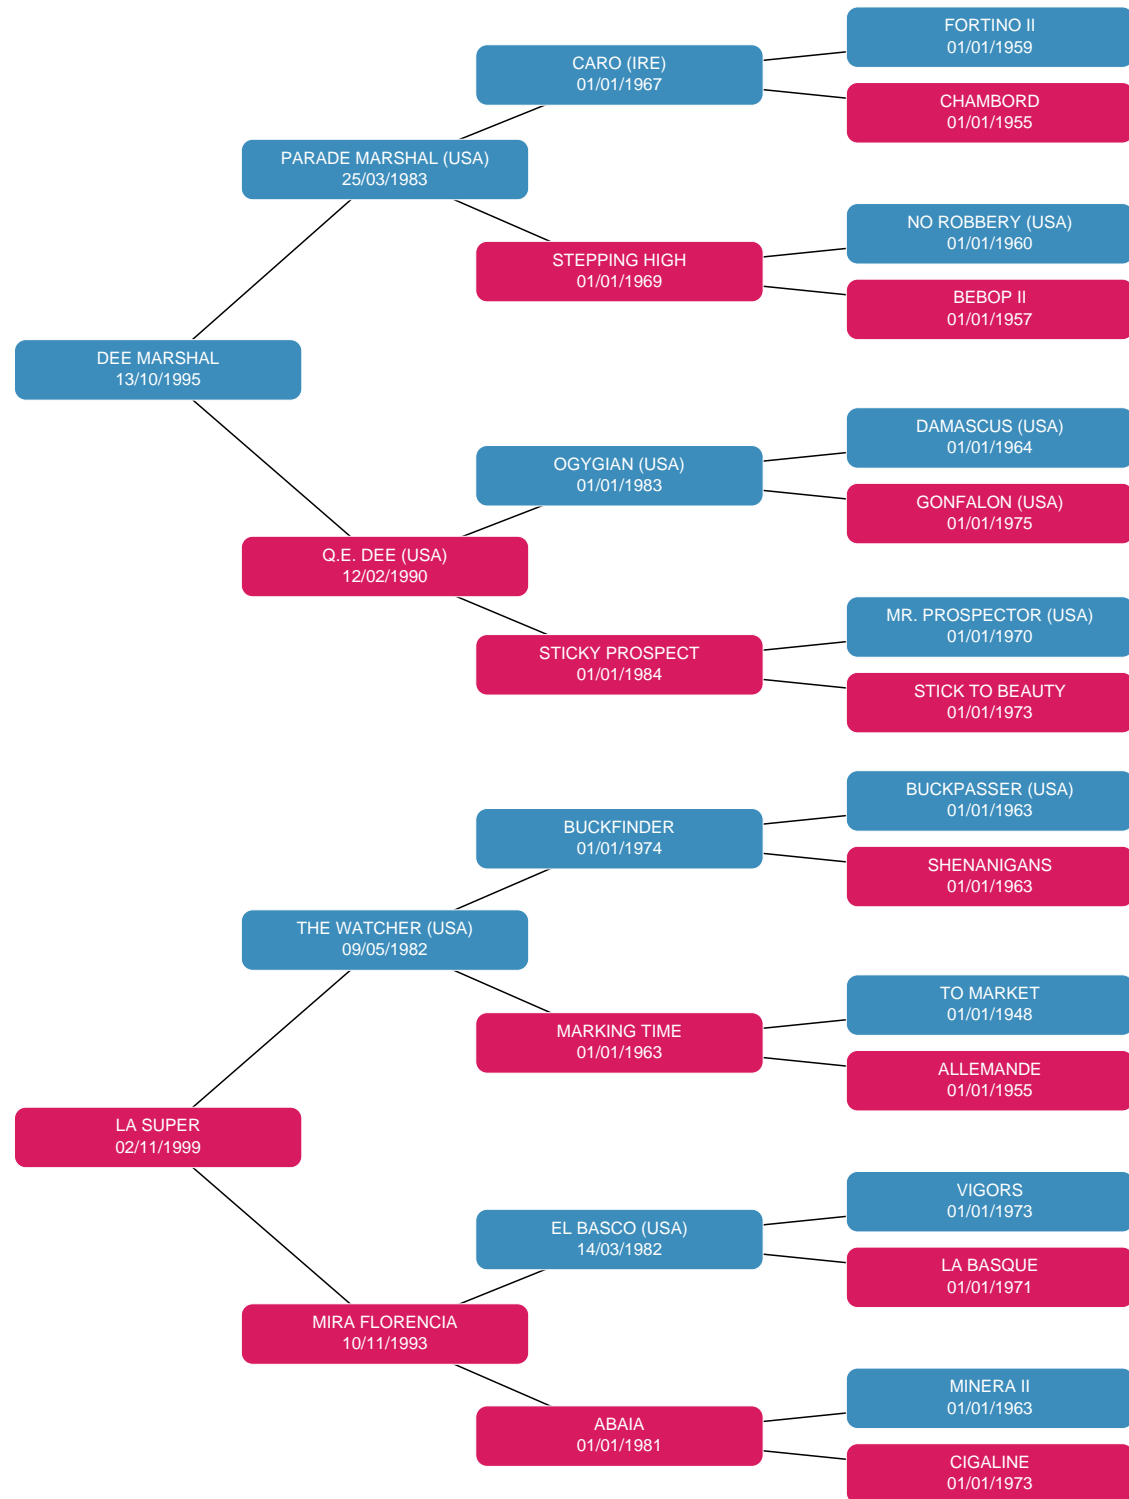 FORTINO II
01/01/1959
CARO (IRE)
01/01/1967
CHAMBORD
01/01/1955
PARADE MARSHAL (USA)
25/03/1983
NO ROBBERY (USA)
01/01/1960
STEPPING HIGH
01/01/1969
BEBOP II
01/01/1957
DEE MARSHAL
13/10/1995
DAMASCUS (USA)
01/01/1964
OGYGIAN (USA)
01/01/1983
GONFALON (USA)
01/01/1975
Q.E. DEE (USA)
12/02/1990
MR. PROSPECTOR (USA)
01/01/1970
STICKY PROSPECT
01/01/1984
STICK TO BEAUTY
01/01/1973
BUCKPASSER (USA)
01/01/1963
BUCKFINDER
01/01/1974
SHENANIGANS
01/01/1963
THE WATCHER (USA)
09/05/1982
TO MARKET
01/01/1948
MARKING TIME
01/01/1963
ALLEMANDE
01/01/1955
LA SUPER
02/11/1999
VIGORS
01/01/1973
EL BASCO (USA)
14/03/1982
LA BASQUE
01/01/1971
MIRA FLORENCIA
10/11/1993
MINERA II
01/01/1963
ABAIA
01/01/1981
CIGALINE
01/01/1973